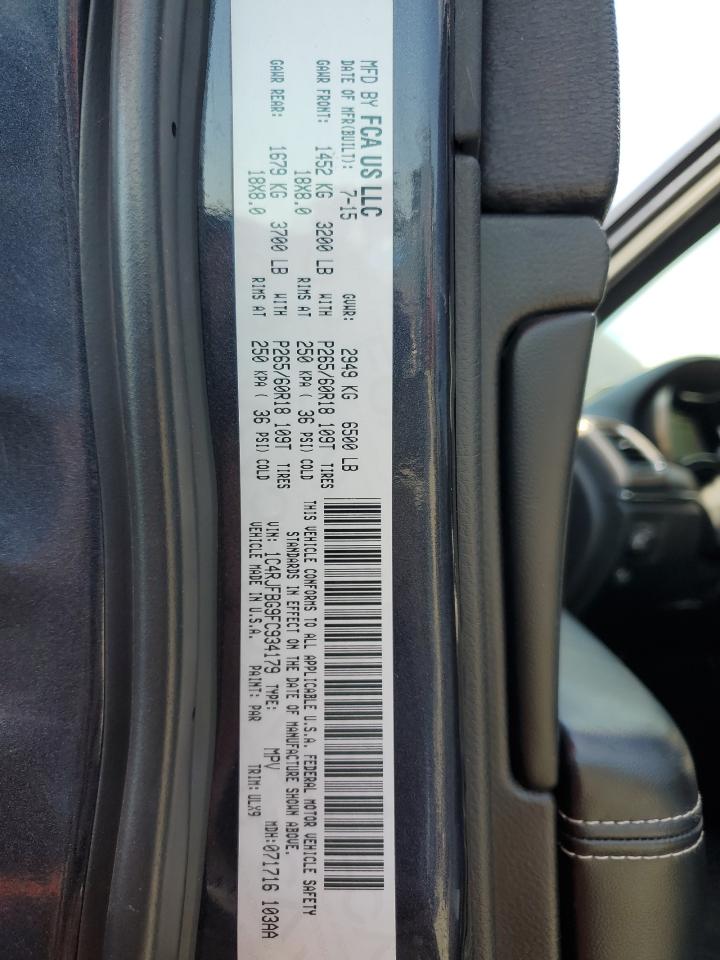 MFD BY FCA US LLC
DATE OF MFR(BUILT): 7-15 GVWR: 2949 KG 6500 LB
GAWR FRONT: 1452 KG 3200 LB WITH P265/60R18 109T TIRES
18X8.0 RIMS AT 250 KPA ( 36 PSI) COLD
GAWR REAR: 1679 KG 3700 LB WITH P265/60R18 109T TIRES
18X8.0 RIMS AT 250 KPA ( 36 PSI) COLD
THIS VEHICLE CONFORMS TO ALL APPLICABLE U.S.A. FEDERAL MOTOR VEHICLE SAFETY
STANDARDS IN EFFECT ON THE DATE OF MANUFACTURE SHOWN ABOVE.
VIN: 1C4RJFBG9FC934179 TYPE: MPV MDH:071716 103AA
VEHICLE MADE IN U.S.A. PAINT: PAR TRIM: ULX9